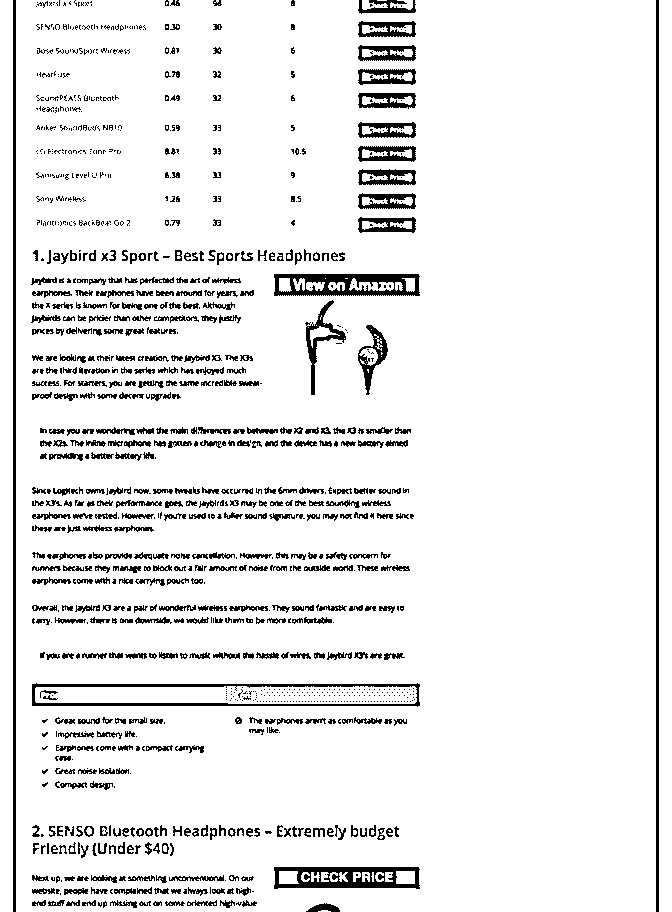 Jaybird x3 Sport 0.46 98 8 Check Price
SENSO Bluetooth Headphones 0.30 30 8 Check Price
Bose SoundSport Wireless 0.81 30 6 Check Price
HearFuse 0.78 32 5 Check Price
SoundPEATS Bluetooth 0.49 32 6 Check Price
Headphones
Anker SoundBuds NB10 0.59 33 5 Check Price
LG Electronics Tone Pro 8.81 33 10.5 Check Price
Samsung Level U Pro 6.38 33 9 Check Price
Sony Wireless 1.26 33 8.5 Check Price
Plantronics BackBeat Go 2 0.79 33 4 Check Price
1. Jaybird x3 Sport – Best Sports Headphones
Jaybird is a company that has perfected the art of wireless
earphones. Their earphones have been around for years, and
the X series is known for being one of the best. Although
Jaybirds can be pricier than other competitors, they justify
prices by delivering some great features.
View on Amazon
We are looking at their latest creation, the Jaybird X3. The X3s
are the third iteration in the series which has enjoyed much
success. For starters, you are getting the same incredible sweat-
proof design with some decent upgrades.
In case you are wondering what the main differences are between the X2 and X3, the X3 is smaller than
the X2s. The inline microphone has gotten a change in design, and the device has a new battery aimed
at providing a better battery life.
Since Logitech owns Jaybird now, some tweaks have occurred in the 6mm drivers. Expect better sound in
the X3's. As far as their performance goes, the Jaybirds X3 may be one of the best sounding wireless
earphones we've tested. However, if you're used to a fuller sound signature, you may not find it here since
these are just wireless earphones.
The earphones also provide adequate noise cancellation. However, this may be a safety concern for
runners because they manage to block out a fair amount of noise from the outside world. These wireless
earphones come with a nice carrying pouch too.
Overall, the Jaybird X3 are a pair of wonderful wireless earphones. They sound fantastic and are easy to
carry. However, there is one downside, we would like them to be more comfortable.
If you are a runner that wants to listen to music without the hassle of wires, the Jaybird X3's are great.
Great sound for the small size.
Impressive battery life.
Earphones come with a compact carrying
case.
Great noise isolation.
Compact design.
The earphones aren't as comfortable as you
may like.
2. SENSO Bluetooth Headphones – Extremely budget
Friendly (Under $40)
Next up, we are looking at something unconventional. On our
website, people have complained that we always look at high-
end stuff and end up missing out on some oriented high-value
CHECK PRICE